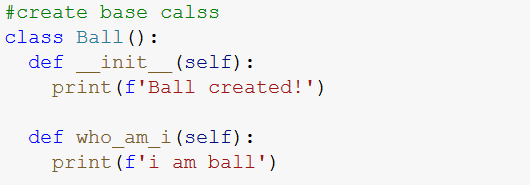 #create base calss
class Ball():
  def __init__(self):
    print(f'Ball created!')

  def who_am_i(self):
    print(f'i am ball')